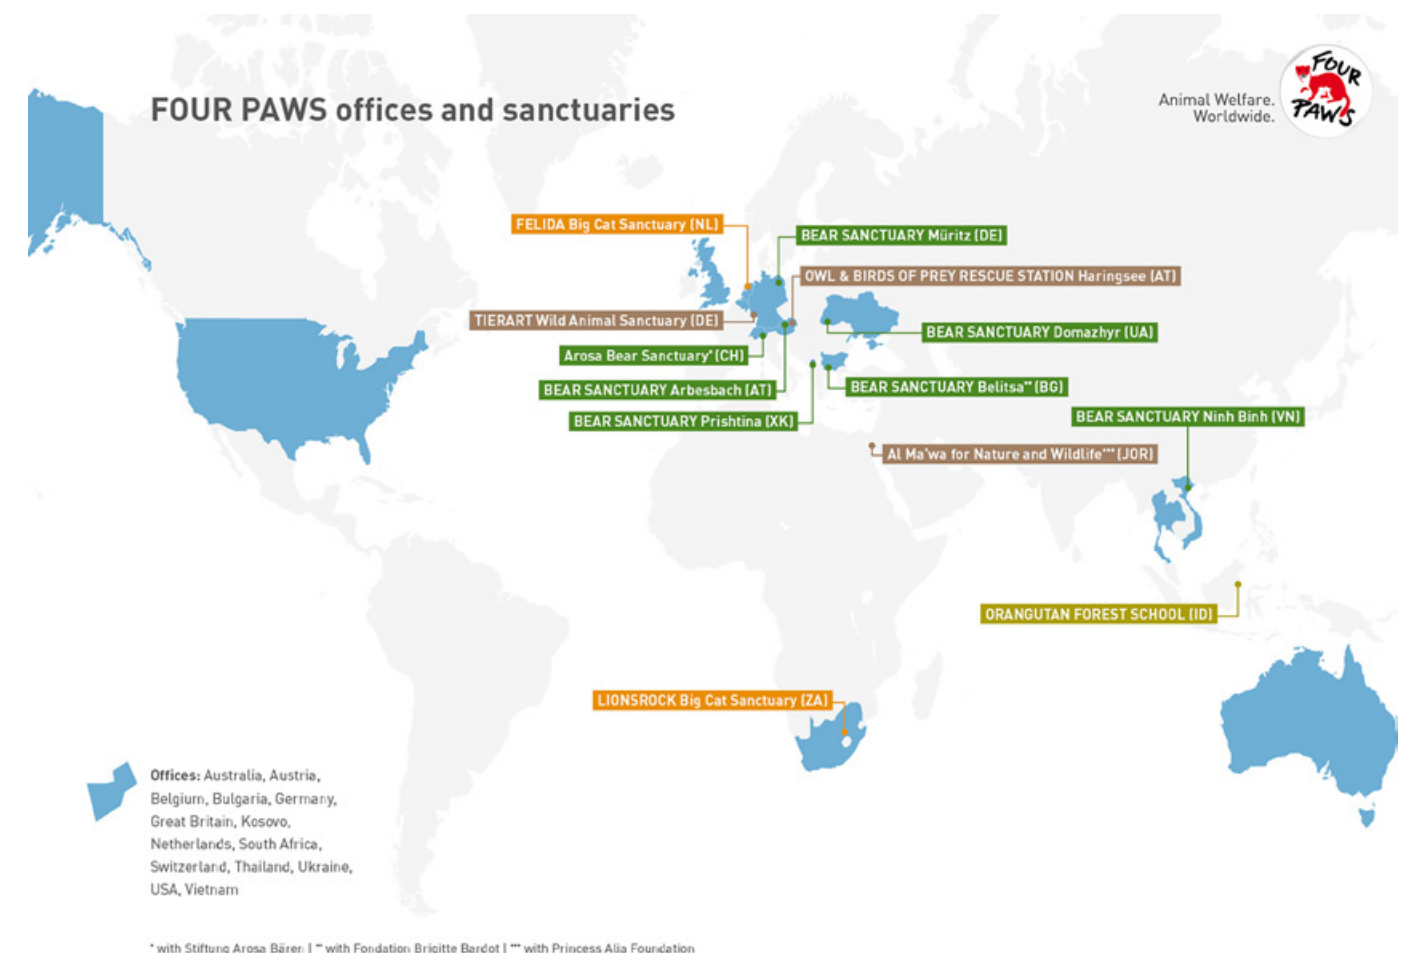 FOUR PAWS offices and sanctuaries
Animal Welfare.
Worldwide.
FOUR
PAWS
FELIDA Big Cat Sanctuary (NL)
BEAR SANCTUARY Müritz (DE)
OWL & BIRDS OF PREY RESCUE STATION Haringsee (AT)
TIERART Wild Animal Sanctuary (DE)
BEAR SANCTUARY Domazhyr (UA)
Arosa Bear Sanctuary* (CH)
BEAR SANCTUARY Arbesbach (AT)
BEAR SANCTUARY Belitsa** (BG)
BEAR SANCTUARY Prishtina (XK)
BEAR SANCTUARY Ninh Binh (VN)
Al Ma'wa for Nature and Wildlife*** (JOR)
ORANGUTAN FOREST SCHOOL (ID)
LIONSROCK Big Cat Sanctuary (ZA)
Offices: Australia, Austria,
Belgium, Bulgaria, Germany,
Great Britain, Kosovo,
Netherlands, South Africa,
Switzerland, Thailand, Ukraine,
USA, Vietnam
* with Stiftung Arosa Bären | ** with Fondation Brigitte Bardot | *** with Princess Alia Foundation